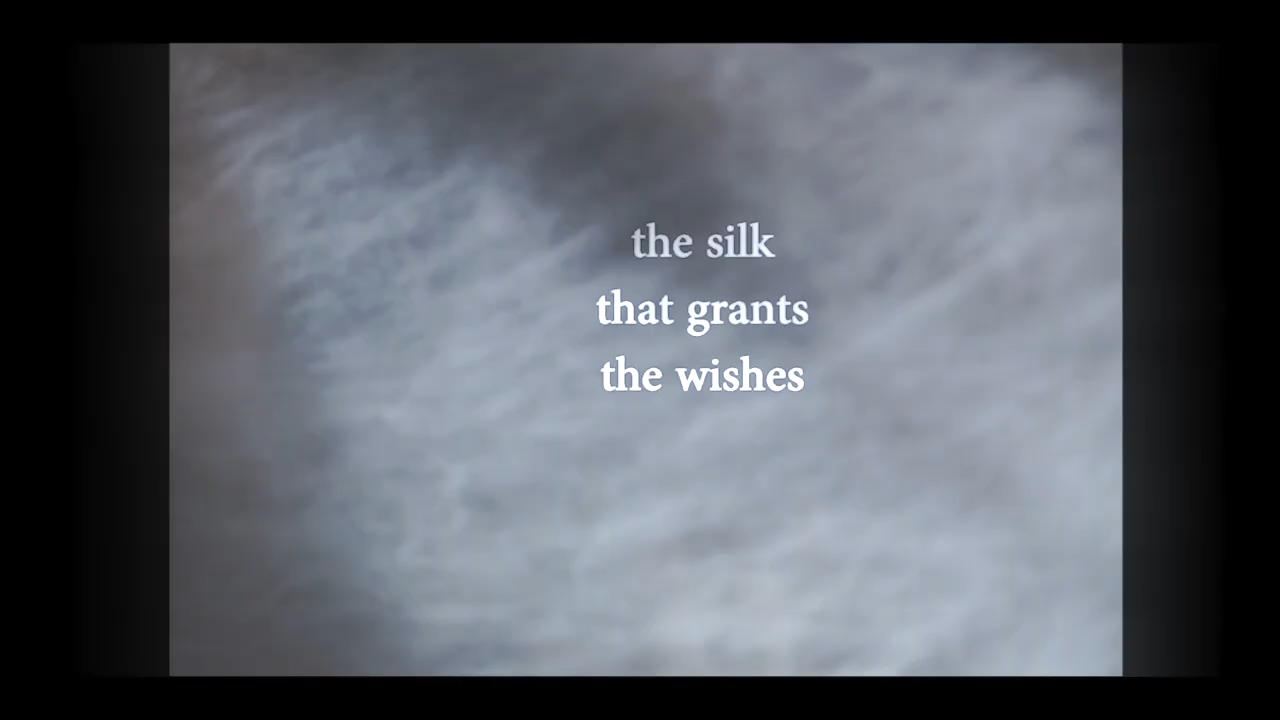 the silk
that grants
the wishes